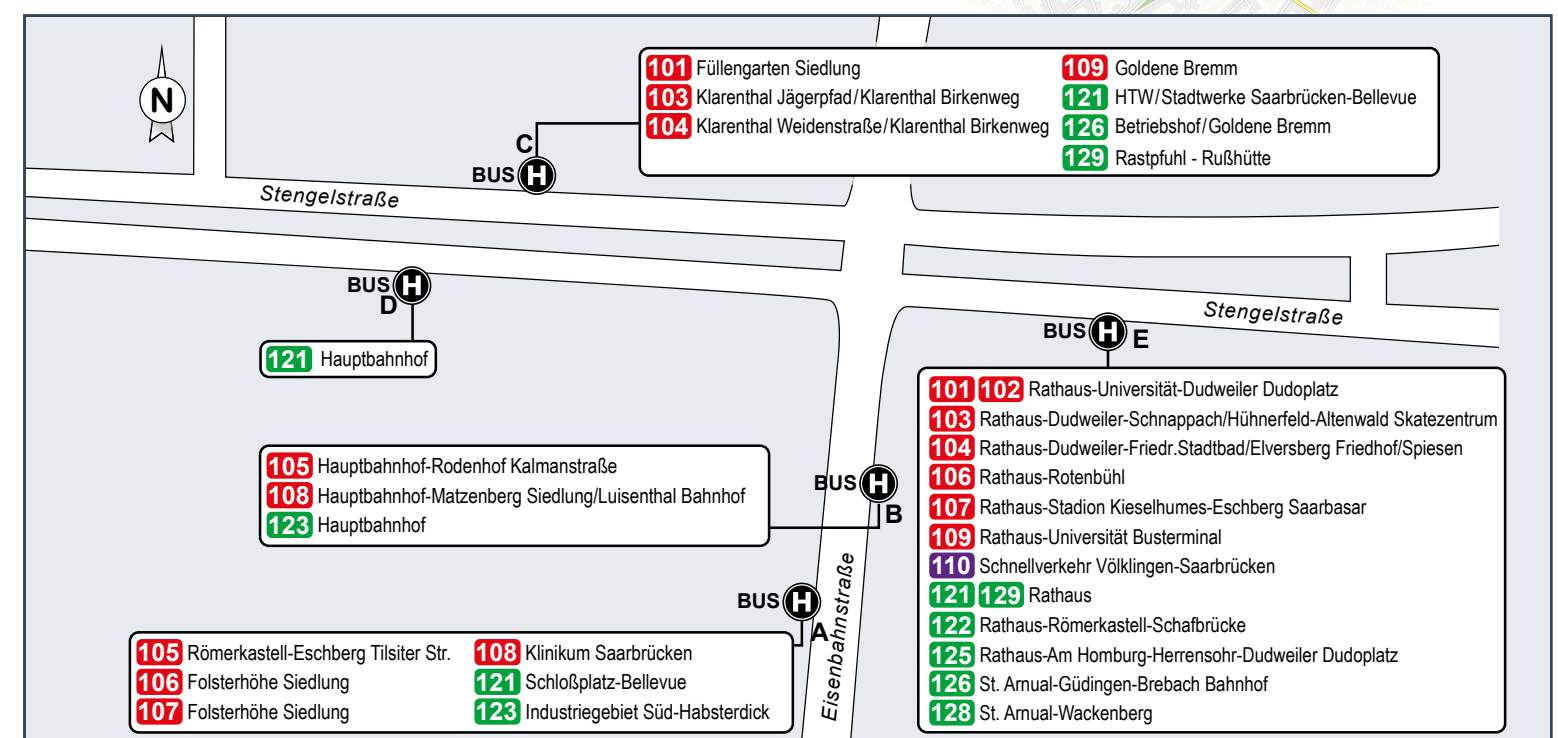 N
101 Füllengarten Siedlung
103 Klarenthal Jägerpfad/Klarenthal Birkenweg
104 Klarenthal Weidenstraße/Klarenthal Birkenweg
109 Goldene Bremm
121 HTW/Stadtwerke Saarbrücken-Bellevue
126 Betriebshof/Goldene Bremm
129 Rastpfuhl - Rußhütte
C
BUS H
Stengelstraße
BUS H
D
121 Hauptbahnhof
Stengelstraße
BUS H E
101 102 Rathaus-Universität-Dudweiler Dudoplatz
103 Rathaus-Dudweiler-Schnappach/Hühnerfeld-Altenwald Skatezentrum
104 Rathaus-Dudweiler-Friedr.Stadtbad/Elversberg Friedhof/Spiesen
106 Rathaus-Rotenbühl
107 Rathaus-Stadion Kieselhumes-Eschberg Saarbasar
109 Rathaus-Universität Busterminal
110 Schnellverkehr Völklingen-Saarbrücken
121 129 Rathaus
122 Rathaus-Römerkastell-Schafbrücke
125 Rathaus-Am Homburg-Herrensohr-Dudweiler Dudoplatz
126 St. Arnual-Güdingen-Brebach Bahnhof
128 St. Arnual-Wackenberg
105 Hauptbahnhof-Rodenhof Kalmanstraße
108 Hauptbahnhof-Matzenberg Siedlung/Luisenthal Bahnhof
123 Hauptbahnhof
BUS H
B
Eisenbahnstraße
BUS H
A
105 Römerkastell-Eschberg Tilsiter Str.
106 Folsterhöhe Siedlung
107 Folsterhöhe Siedlung
108 Klinikum Saarbrücken
121 Schloßplatz-Bellevue
123 Industriegebiet Süd-Habsterdick